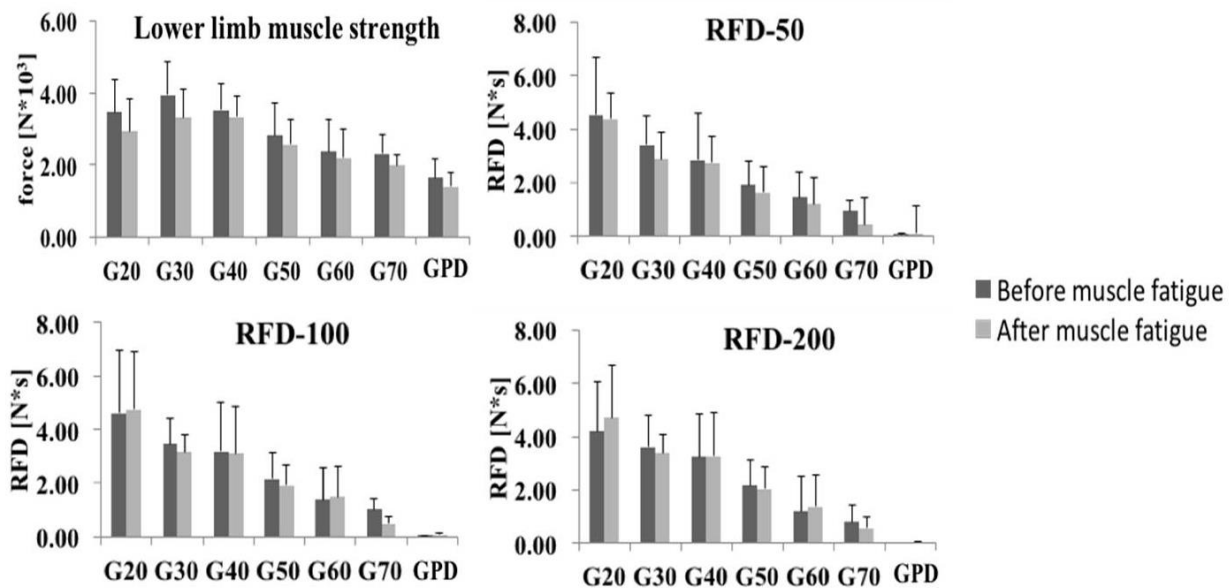 Lower limb muscle strength
force [N*10³]
6.00
4.00
2.00
0.00
G20 G30 G40 G50 G60 G70 GPD
RFD-50
RFD [N*s]
8.00
6.00
4.00
2.00
0.00
G20 G30 G40 G50 G60 G70 GPD
Before muscle fatigue
After muscle fatigue
RFD-100
RFD [N*s]
8.00
6.00
4.00
2.00
0.00
G20 G30 G40 G50 G60 G70 GPD
RFD-200
RFD [N*s]
8.00
6.00
4.00
2.00
0.00
G20 G30 G40 G50 G60 G70 GPD